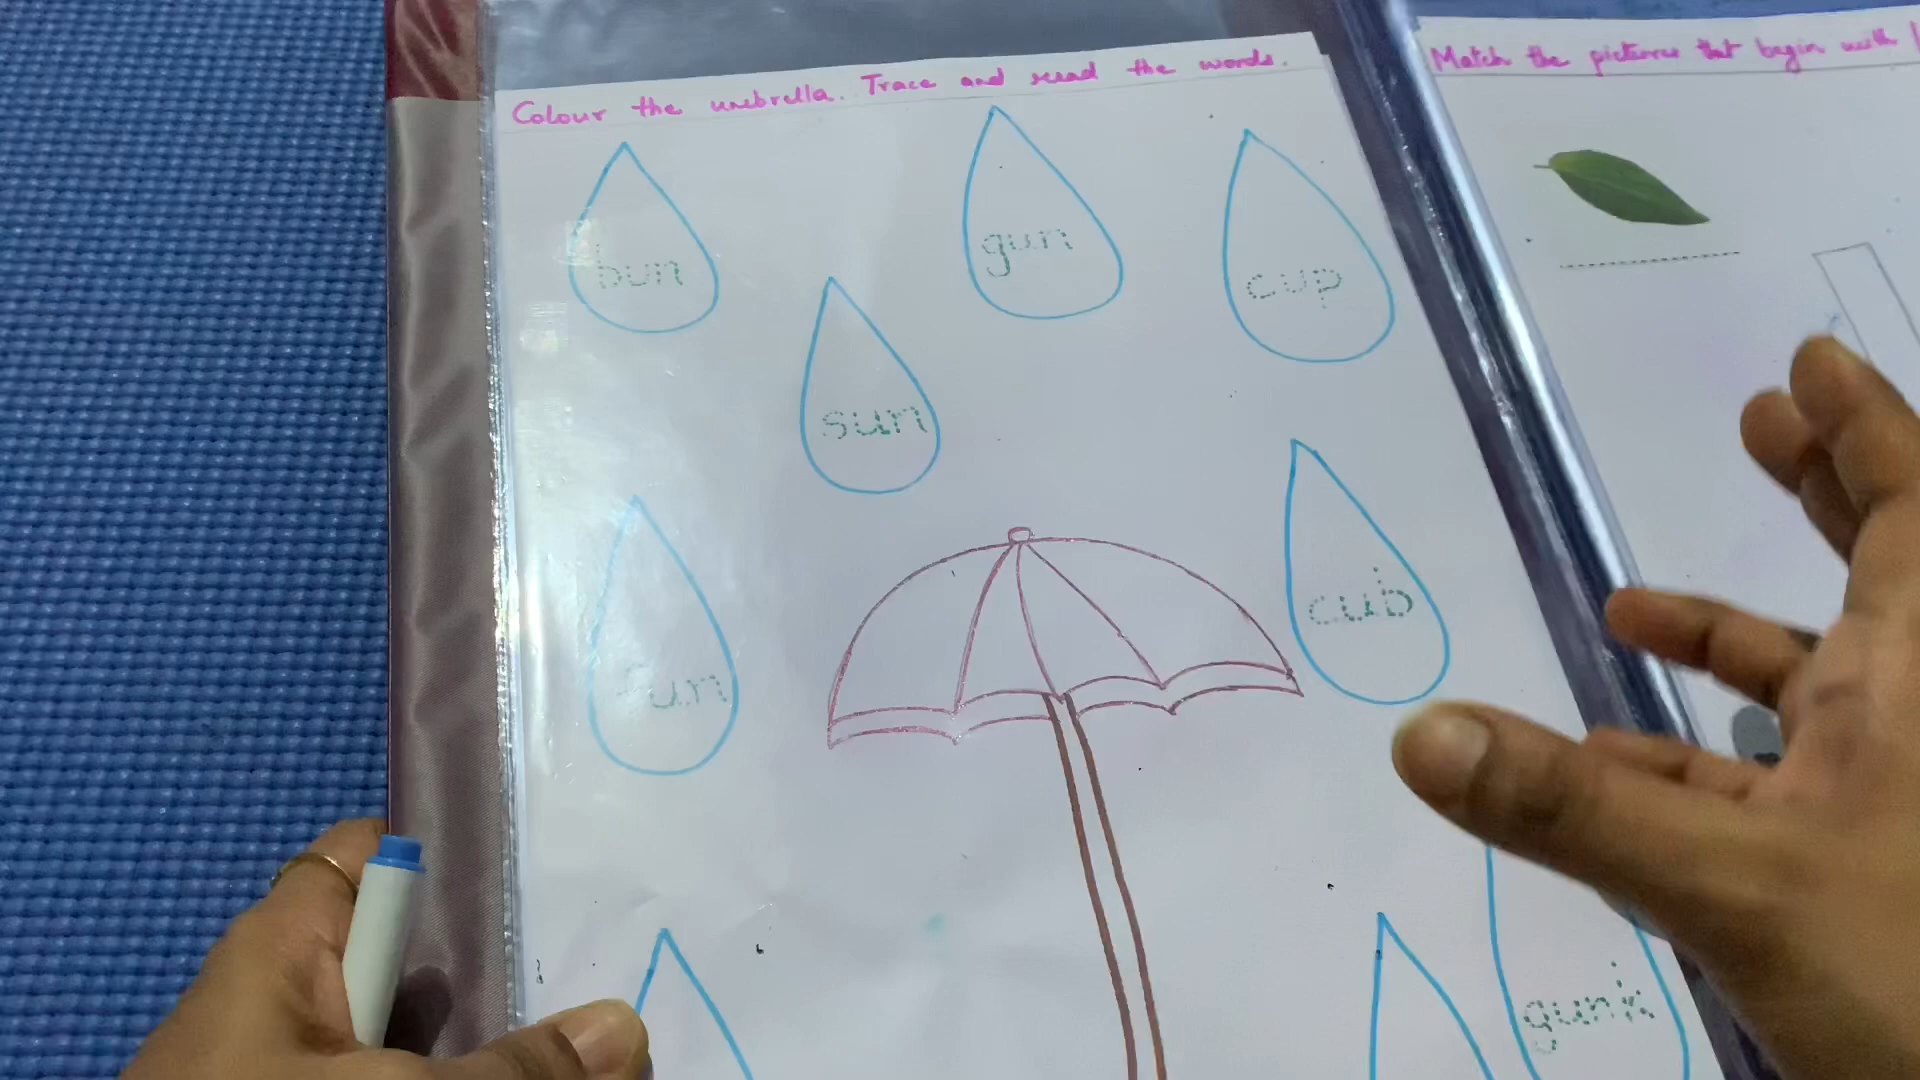 Colour the umbrella. Trace and read the words.
bun
gun
cup
sun
cub
fun
gunk
Match the pictures that begin with